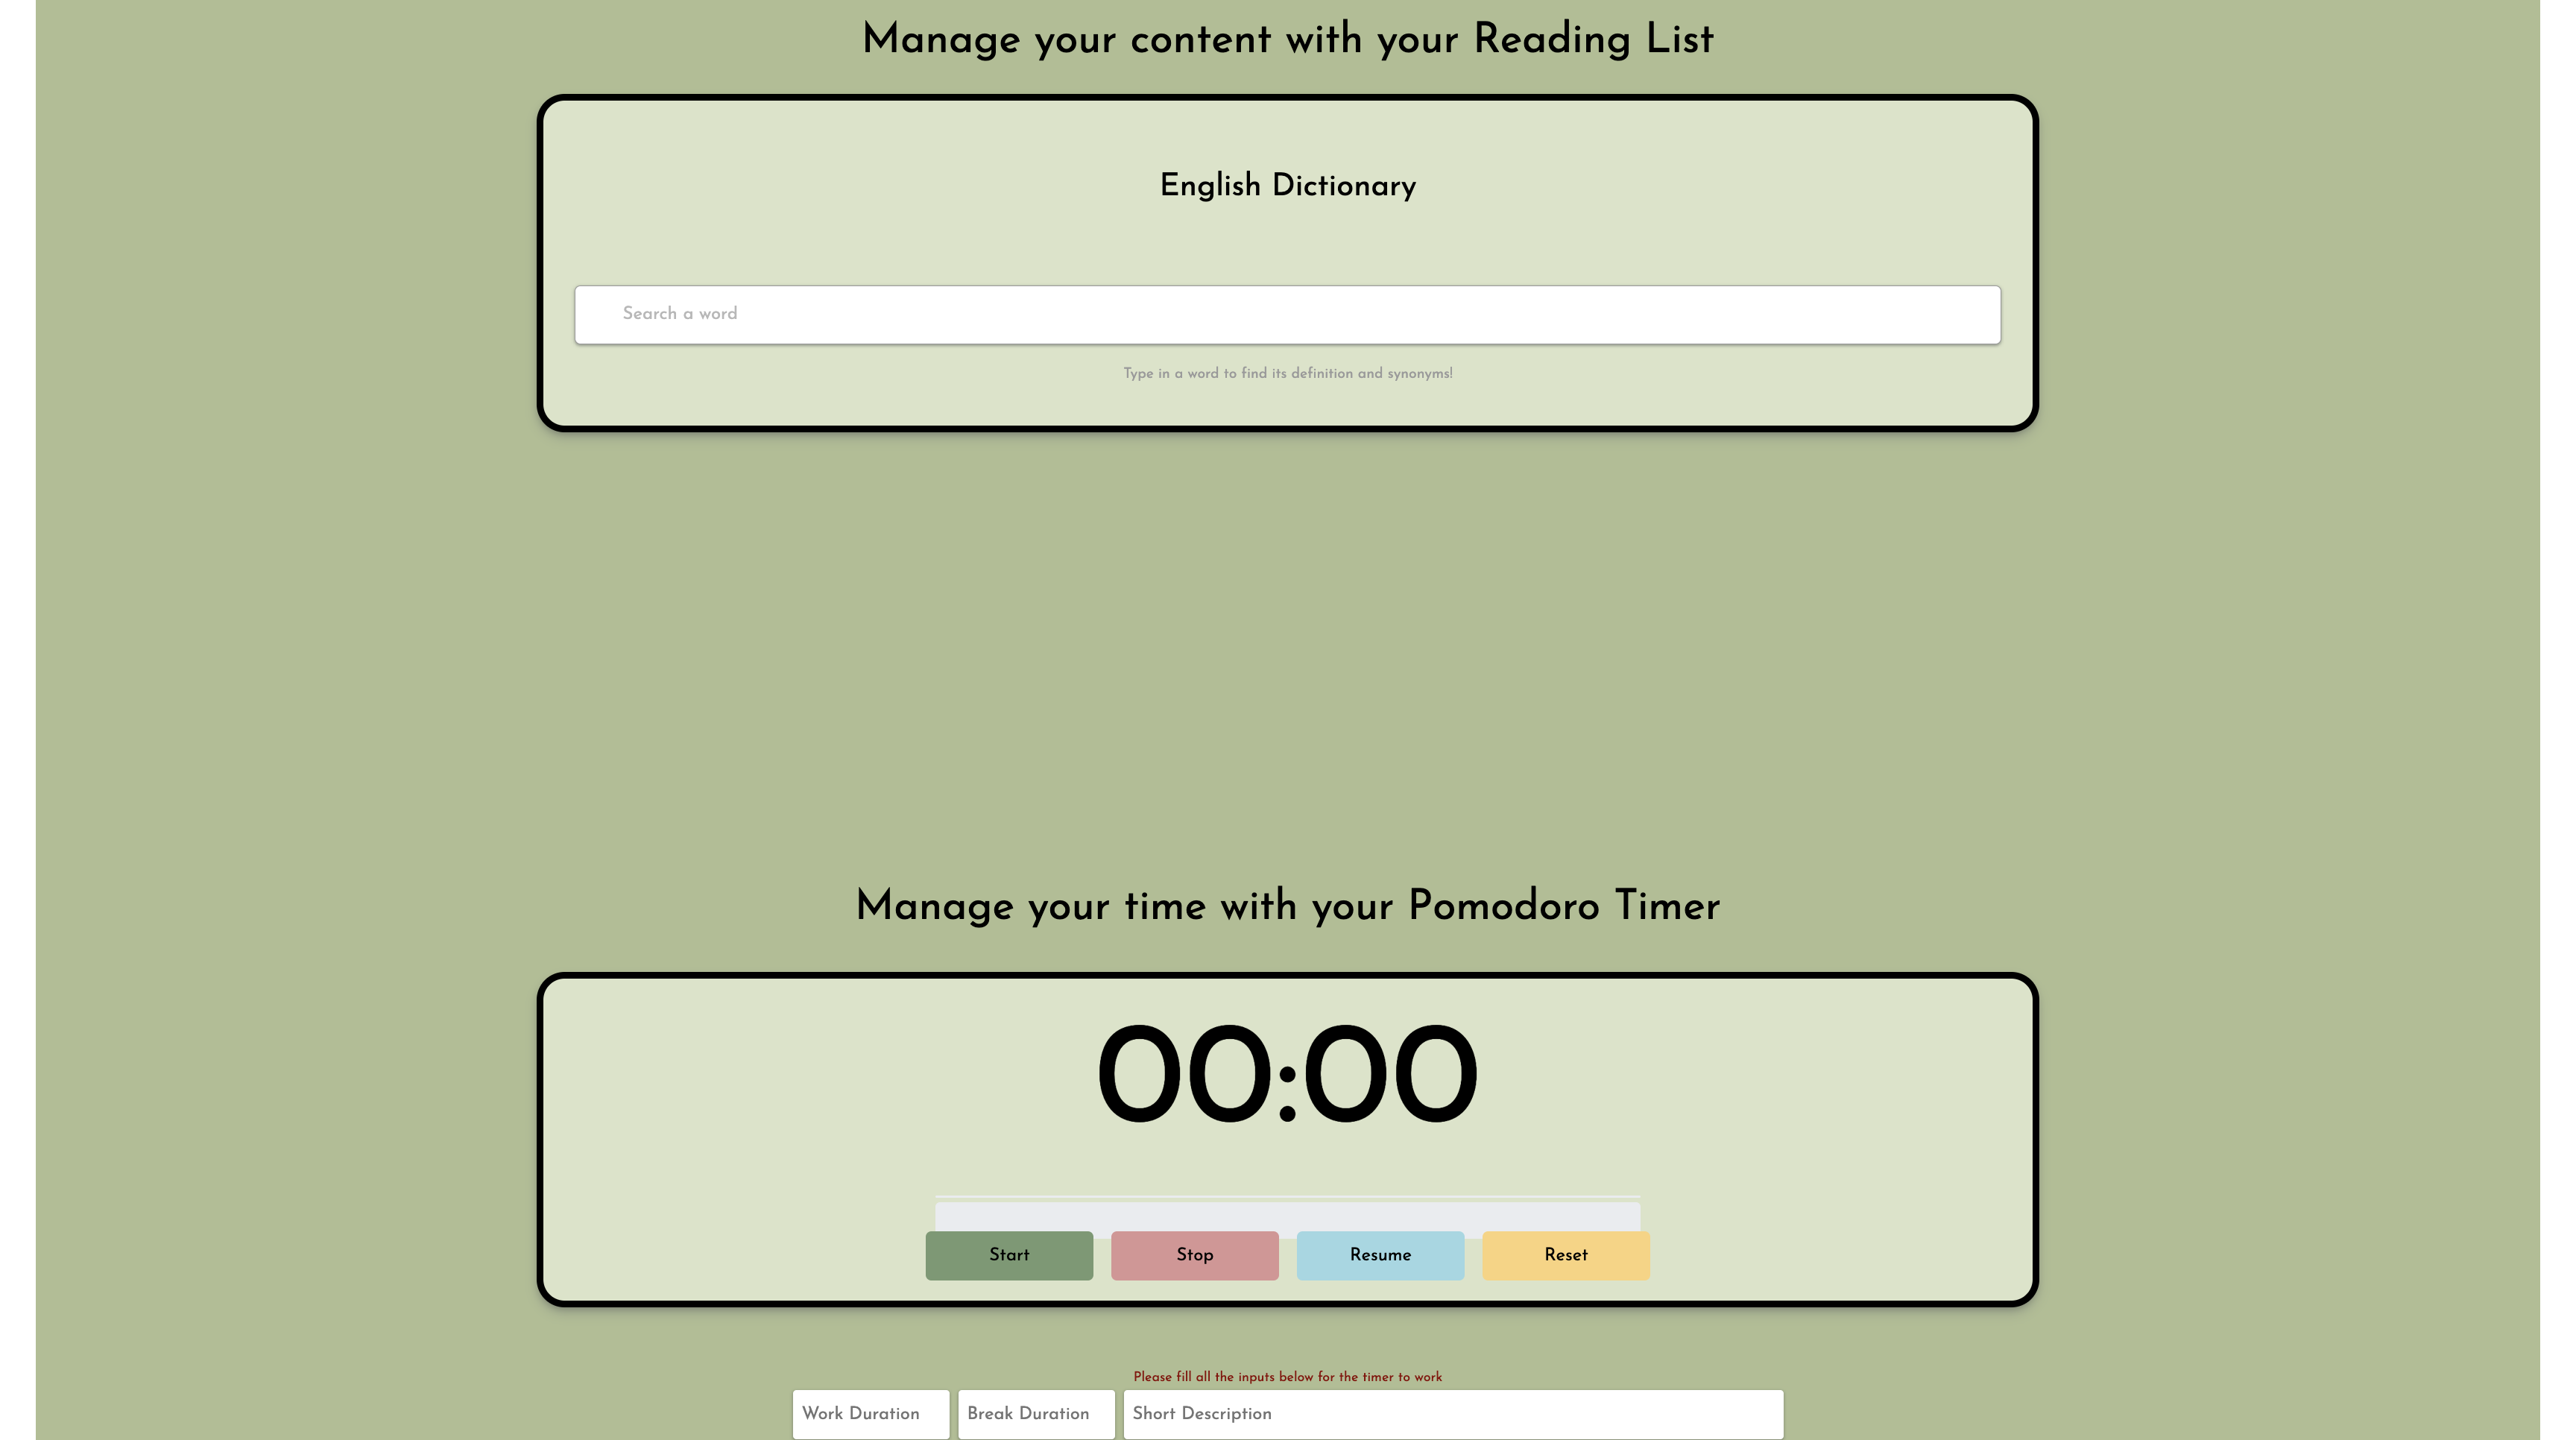 Manage your content with your Reading List
English Dictionary
Search a word
Type in a word to find its definition and synonyms!
Manage your time with your Pomodoro Timer
00:00
Start Stop Resume Reset
Please fill all the inputs below for the timer to work
Work Duration Break Duration Short Description